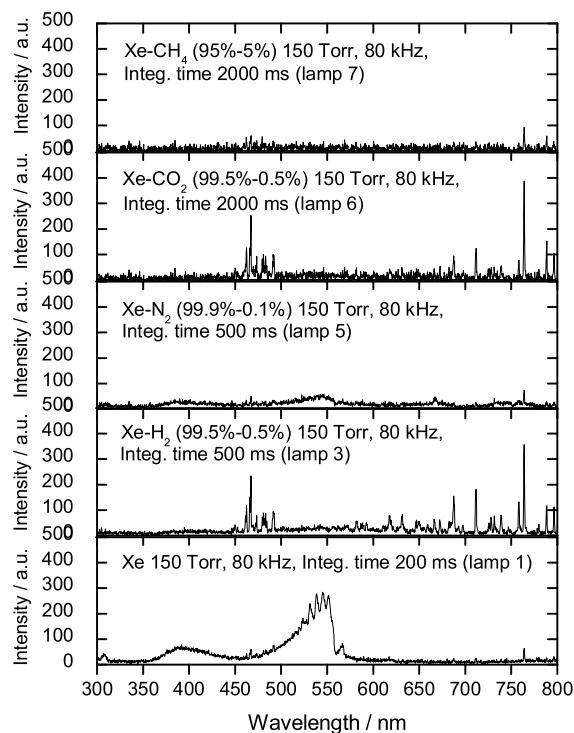 500
400
300
200
100
0
Intensity / a.u.
Xe-CH4 (95%-5%) 150 Torr, 80 kHz,
Integ. time 2000 ms (lamp 7)
500
400
300
200
100
0
Intensity / a.u.
Xe-CO2 (99.5%-0.5%) 150 Torr, 80 kHz,
Integ. time 2000 ms (lamp 6)
500
400
300
200
100
0
Intensity / a.u.
Xe-N2 (99.9%-0.1%) 150 Torr, 80 kHz,
Integ. time 500 ms (lamp 5)
500
400
300
200
100
0
Intensity / a.u.
Xe-H2 (99.5%-0.5%) 150 Torr, 80 kHz,
Integ. time 500 ms (lamp 3)
500
400
300
200
100
0
Intensity / a.u.
Xe 150 Torr, 80 kHz, Integ. time 200 ms (lamp 1)
300 350 400 450 500 550 600 650 700 750 800
Wavelength / nm